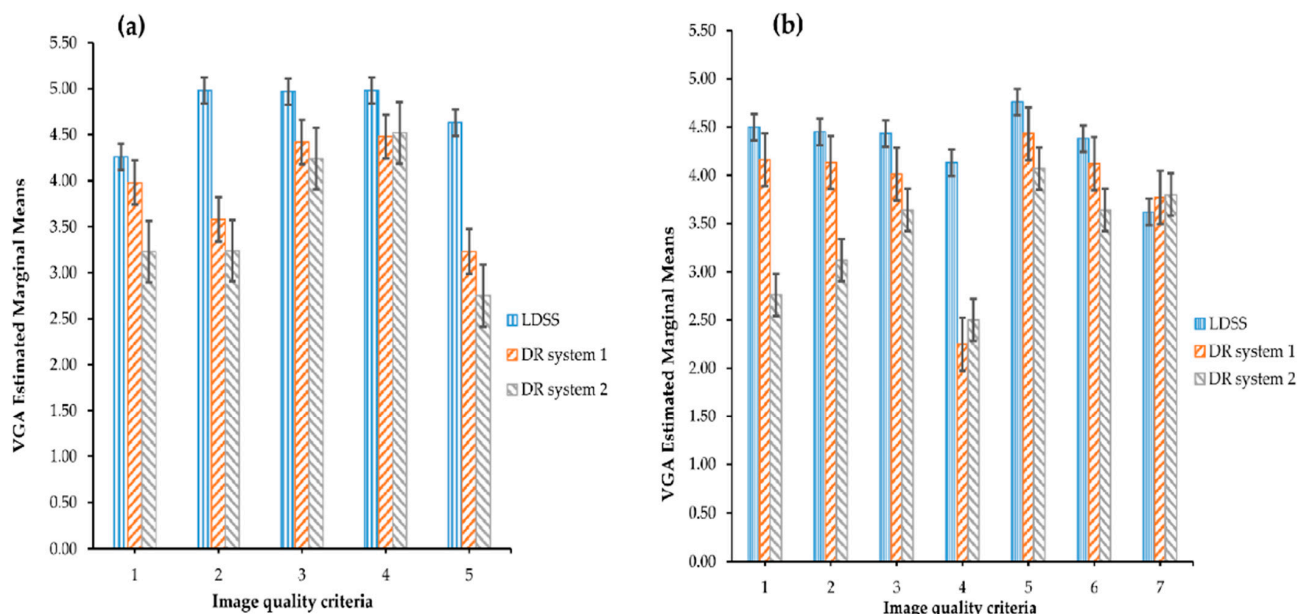 (a)
VGA Estimated Marginal Means
5.50
5.00
4.50
4.00
3.50
3.00
2.50
2.00
1.50
1.00
0.50
0.00
1 2 3 4 5
Image quality criteria
LDSS
DR system 1
DR system 2
(b)
VGA Estimated Marginal Means
5.50
5.00
4.50
4.00
3.50
3.00
2.50
2.00
1.50
1.00
0.50
0.00
1 2 3 4 5 6 7
Image quality criteria
LDSS
DR system 1
DR system 2